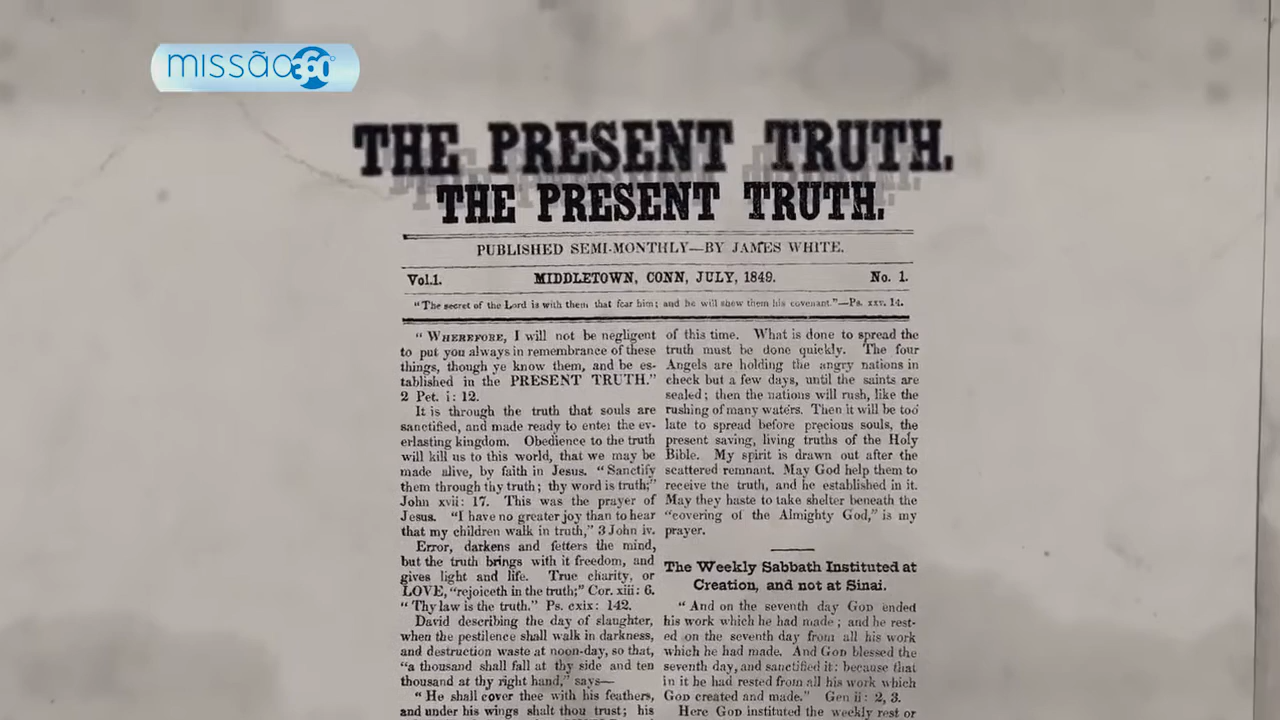 missão360°
THE PRESENT TRUTH.
THE PRESENT TRUTH.
PUBLISHED SEMI-MONTHLY—BY JAMES WHITE.
Vol.1. MIDDLETOWN, CONN, JULY, 1849. No. 1.
"The secret of the Lord is with them that fear him; and he will shew them his covenant."—Ps. xxv. 14.
" WHEREFORE, I will not be negligent
to put you always in remembrance of these
things, though ye know them, and be es-
tablished in the PRESENT TRUTH."
2 Pet. i: 12.
It is through the truth that souls are
sanctified, and made ready to enter the ev-
erlasting kingdom. Obedience to the truth
will kill us to this world, that we may be
made alive, by faith in Jesus. "Sanctify
them through thy truth; thy word is truth;"
John xvii: 17. This was the prayer of
Jesus. "I have no greater joy than to hear
that my children walk in truth," 3 John iv.
Error, darkens and fetters the mind,
but the truth brings with it freedom, and
gives light and life. True charity, or
LOVE, "rejoiceth in the truth;" Cor. xiii: 6.
"Thy law is the truth." Ps. cxix: 142.
David describing the day of slaughter,
when the pestilence shall walk in darkness,
and destruction waste at noon-day, so that,
"a thousand shall fall at thy side and ten
thousand at thy right hand," says—
"He shall cover thee with his feathers,
and under his wings shalt thou trust; his
of this time. What is done to spread the
truth must be done quickly. The four
Angels are holding the angry nations in
check but a few days, until the saints are
sealed; then the nations will rush, like the
rushing of many waters. Then it will be too
late to spread before precious souls, the
present saving, living truths of the Holy
Bible. My spirit is drawn out after the
scattered remnant. May God help them to
receive the truth, and be established in it.
May they haste to take shelter beneath the
"covering of the Almighty God," is my
prayer.
The Weekly Sabbath Instituted at
Creation, and not at Sinai.
"And on the seventh day GOD ended
his work which he had made; and he rest-
ed on the seventh day from all his work
which he had made. And GOD blessed the
seventh day, and sanctified it: because that
in it he had rested from all his work which
GOD created and made." Gen ii: 2, 3.
Here GOD instituted the weekly rest or